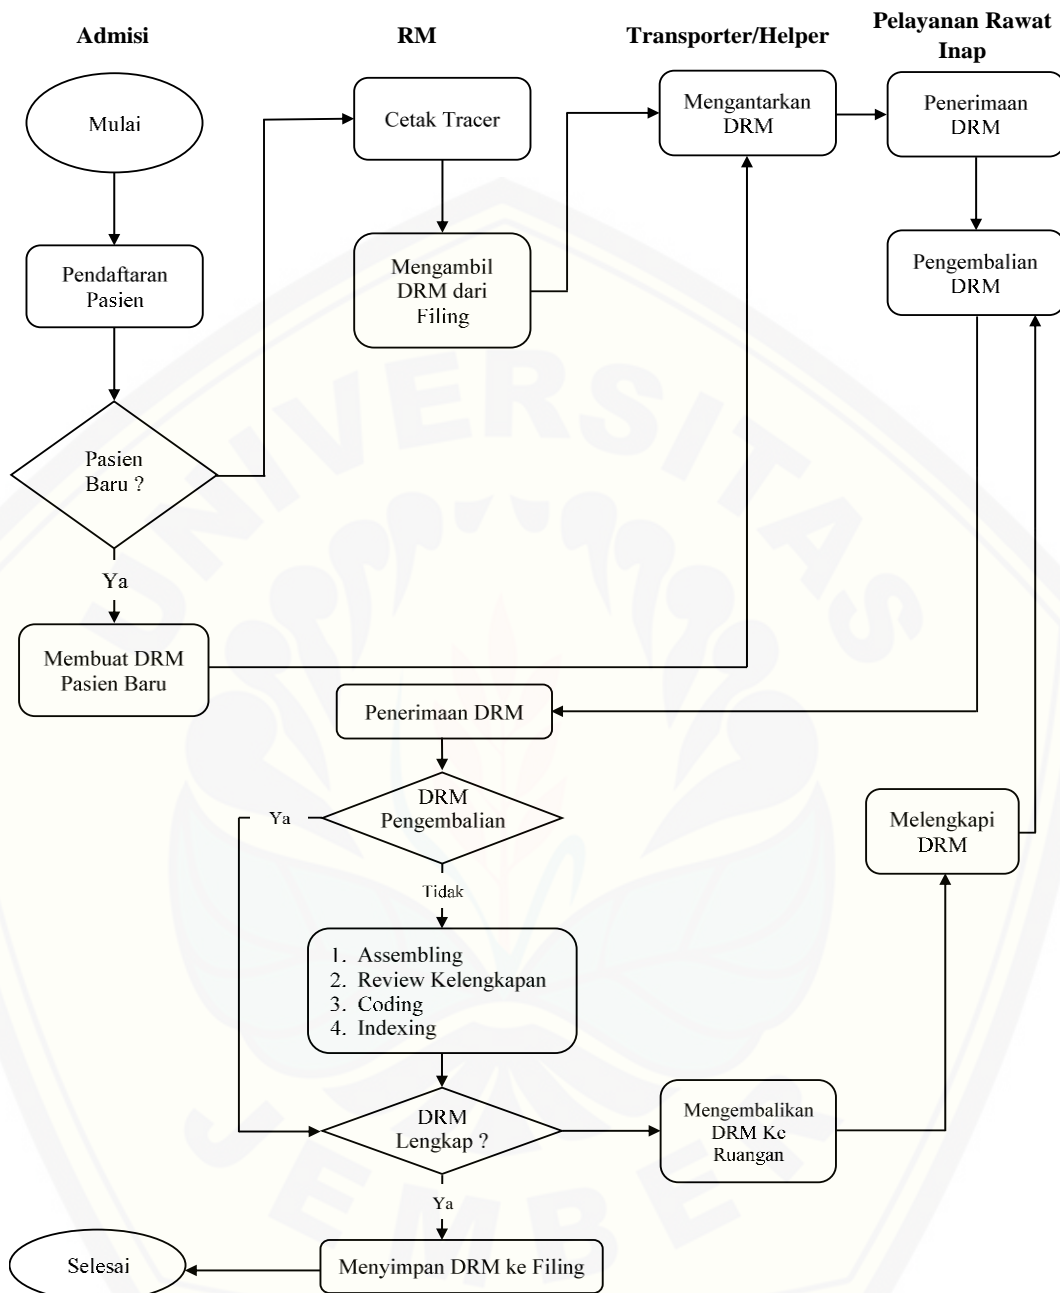 Admisi
RM
Transporter/Helper
Pelayanan Rawat
Inap
Mulai
Cetak Tracer
Mengantarkan
DRM
Penerimaan
DRM
Pendaftaran
Pasien
Mengambil
DRM dari
Filing
Pengembalian
DRM
Pasien
Baru ?
Ya
Membuat DRM
Pasien Baru
Penerimaan DRM
DRM
Pengembalian
Ya
Tidak
Melengkapi
DRM
1. Assembling
2. Review Kelengkapan
3. Coding
4. Indexing
DRM
Lengkap ?
Mengembalikan
DRM Ke
Ruangan
Ya
Menyimpan DRM ke Filing
Selesai
UNIVERSITAS
JEMBER